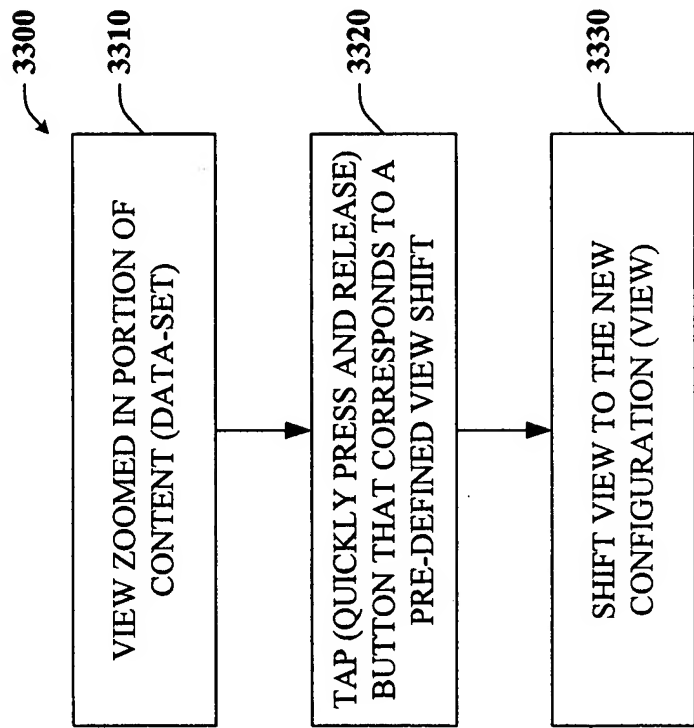 3300
VIEW ZOOMED IN PORTION OF
CONTENT (DATA-SET)
3310
TAP (QUICKLY PRESS AND RELEASE)
BUTTON THAT CORRESPONDS TO A
PRE-DEFINED VIEW SHIFT
3320
SHIFT VIEW TO THE NEW
CONFIGURATION (VIEW)
3330